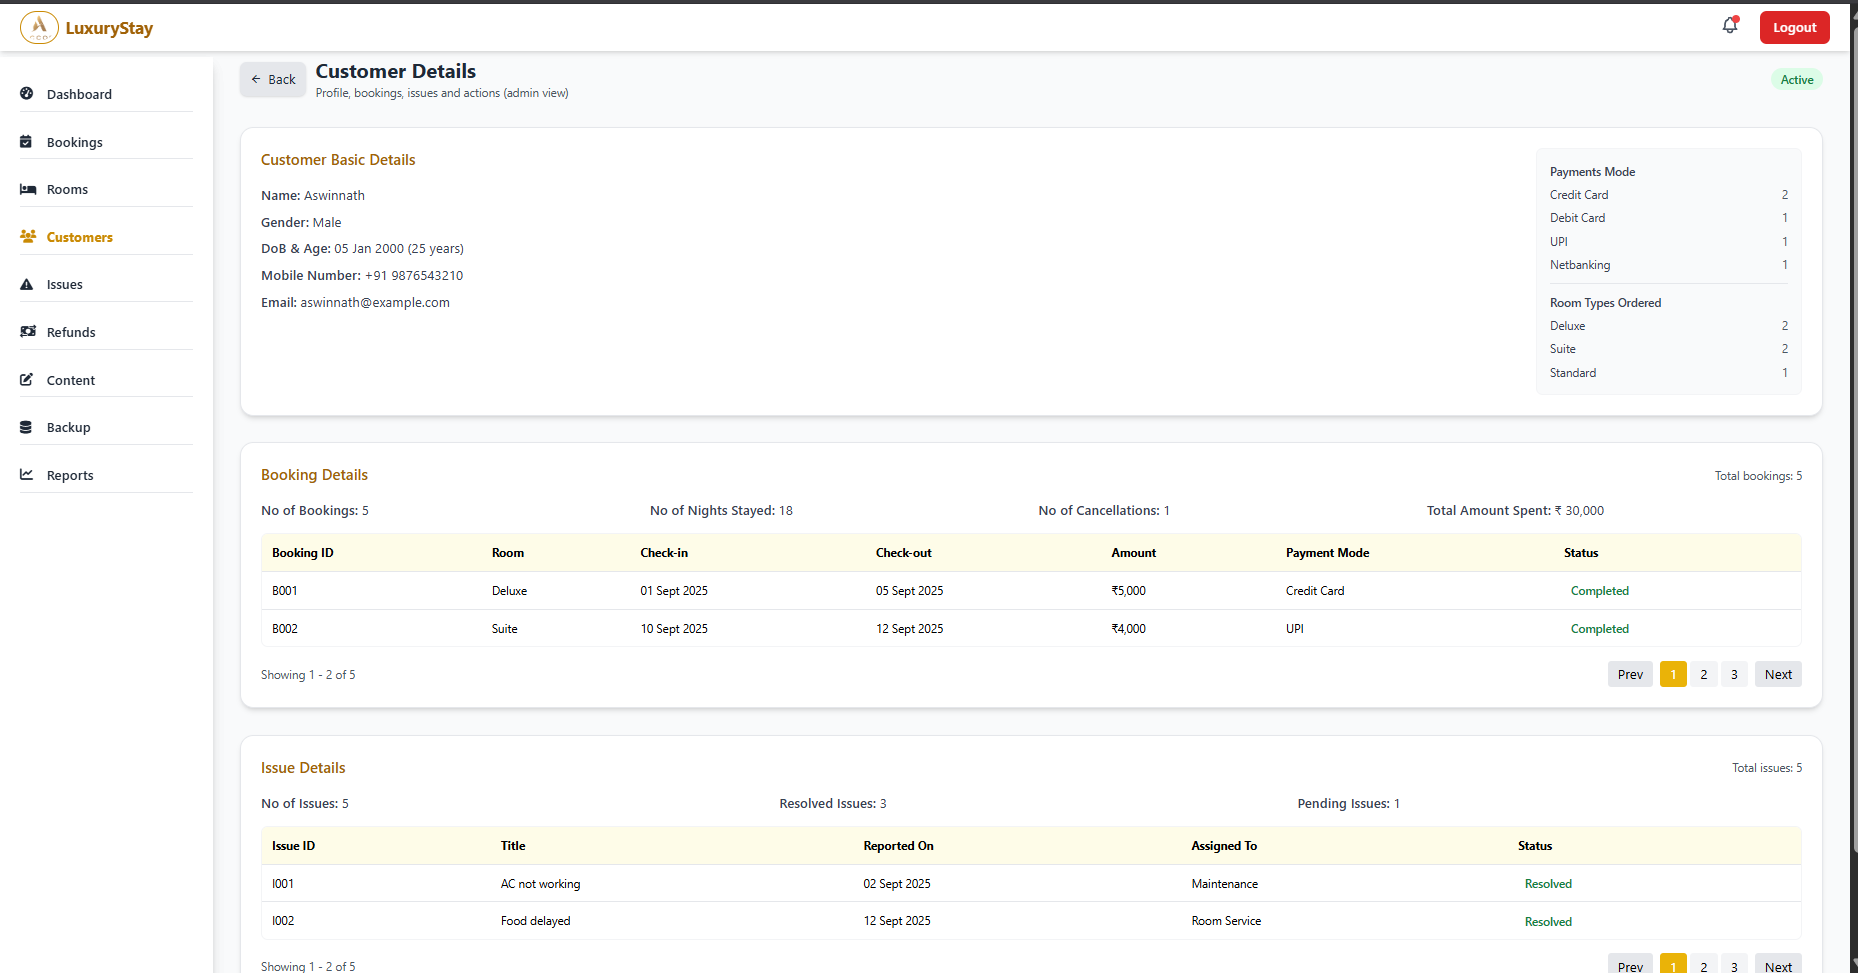 LuxuryStay
Logout
Dashboard
Bookings
Rooms
Customers
Issues
Refunds
Content
Backup
Reports
Back
Customer Details
Profile, bookings, issues and actions (admin view)
Active
Customer Basic Details
Name: Aswinnath
Gender: Male
DoB & Age: 05 Jan 2000 (25 years)
Mobile Number: +91 9876543210
Email: aswinnath@example.com
Payments Mode
Credit Card 2
Debit Card 1
UPI 1
Netbanking 1
Room Types Ordered
Deluxe 2
Suite 2
Standard 1
Booking Details Total bookings: 5
No of Bookings: 5 No of Nights Stayed: 18 No of Cancellations: 1 Total Amount Spent: ₹ 30,000
Booking ID Room Check-in Check-out Amount Payment Mode Status
B001 Deluxe 01 Sept 2025 05 Sept 2025 ₹5,000 Credit Card Completed
B002 Suite 10 Sept 2025 12 Sept 2025 ₹4,000 UPI Completed
Showing 1 - 2 of 5 Prev 1 2 3 Next
Issue Details Total issues: 5
No of Issues: 5 Resolved Issues: 3 Pending Issues: 1
Issue ID Title Reported On Assigned To Status
I001 AC not working 02 Sept 2025 Maintenance Resolved
I002 Food delayed 12 Sept 2025 Room Service Resolved
Showing 1 - 2 of 5 Prev 1 2 3 Next